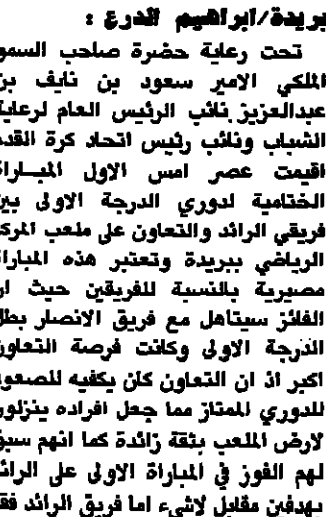 بريدة/ابراهيم الدرع :
تحت رعاية حضرة صاحب السمو
الملكي الامير سعود بن نايف بن
عبدالعزيز نائب الرئيس العام لرعاية
الشباب ونائب رئيس اتحاد كرة القدم
اقيمت عصر امس الاول المبـاراة
الختامية لدوري الدرجة الاولى بين
فريقي الرائد والتعاون على ملعب المركز
الرياضي ببريدة وتعتبر هذه المباراة
مصيرية بالنسبة للفريقين حيث ان
الفائز سيتاهل مع فريق الانصار بطل
الدرجة الاولى وكانت فرصة التعاون
اكبر اذ ان التعاون كان يكفيه للصعود
للدوري الممتاز مما جعل افراده ينزلون
لارض الملعب بثقة زائدة كما انهم سبق
لهم الفوز في المباراة الاولى على الرائد
بهدفين مقابل لاشيء اما فريق الرائد فقد